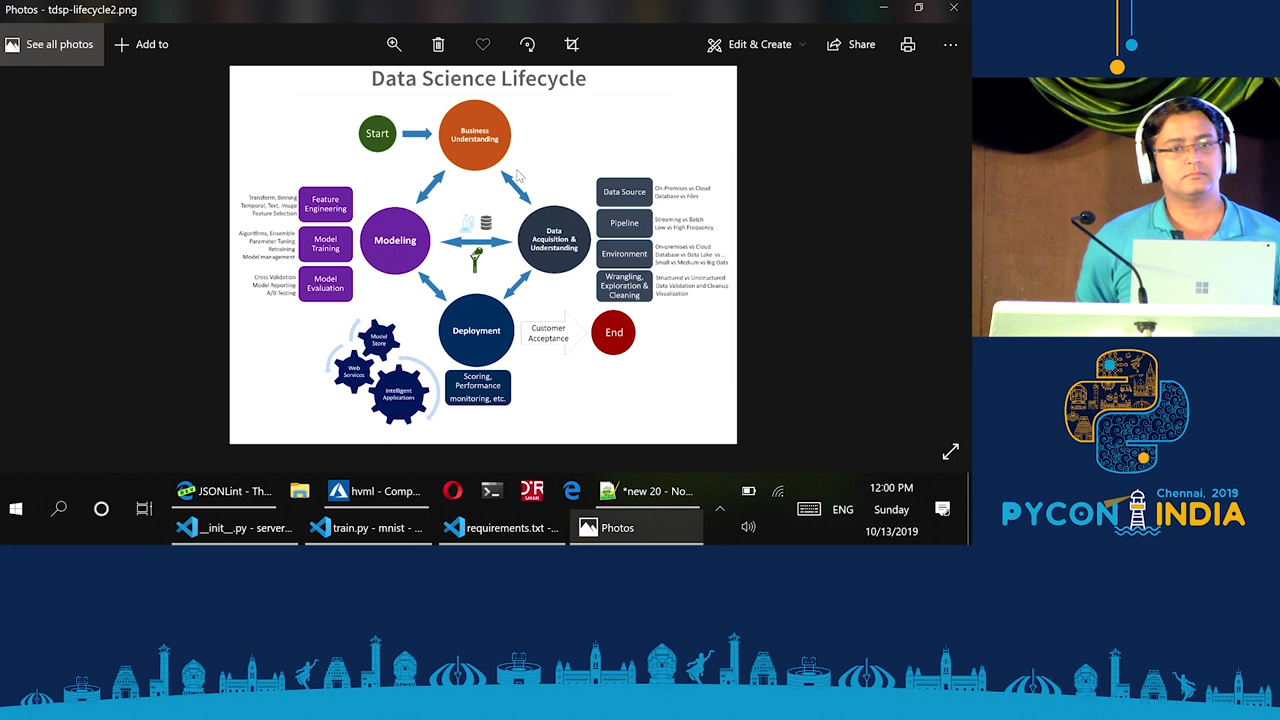 Photos - tdsp-lifecycle2.png
See all photos
Add to
Edit & Create
Share
Data Science Lifecycle
Start
Business
Understanding
Transform, Binning
Temporal, Text, Image
Feature Selection
Feature
Engineering
Algorithms, Ensemble
Parameter Tuning
Retraining
Model management
Model
Training
Cross Validation
Model Reporting
A/B Testing
Model
Evaluation
Modeling
Data
Acquisition &
Understanding
Data Source
On-Premises vs Cloud
Database vs Files
Pipeline
Streaming vs Batch
Low vs High Frequency
Environment
On-premises vs Cloud
Database vs Data Lake vs ..
Small vs Medium vs Big Data
Wrangling,
Exploration &
Cleaning
Structured vs Unstructured
Data Validation and Cleanup
Visualization
Deployment
Customer
Acceptance
End
Model
Store
Web
Services
Intelligent
Applications
Scoring,
Performance
monitoring, etc.
JSONLint - Th...
hvml - Comp...
*new 20 - No...
ENG
12:00 PM
Sunday
10/13/2019
__init__.py - server...
train.py - mnist - ...
requirements.txt -...
Photos
Chennai, 2019
PYCON INDIA